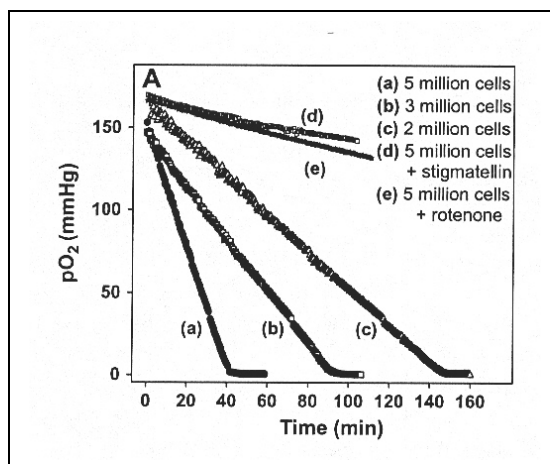 A
(a) 5 million cells
(b) 3 million cells
(c) 2 million cells
(d) 5 million cells
+ stigmatellin
(e) 5 million cells
+ rotenone
(d)
(e)
(a)
(b)
(c)
150
100
50
0
pO₂ (mmHg)
0 20 40 60 80 100 120 140 160
Time (min)